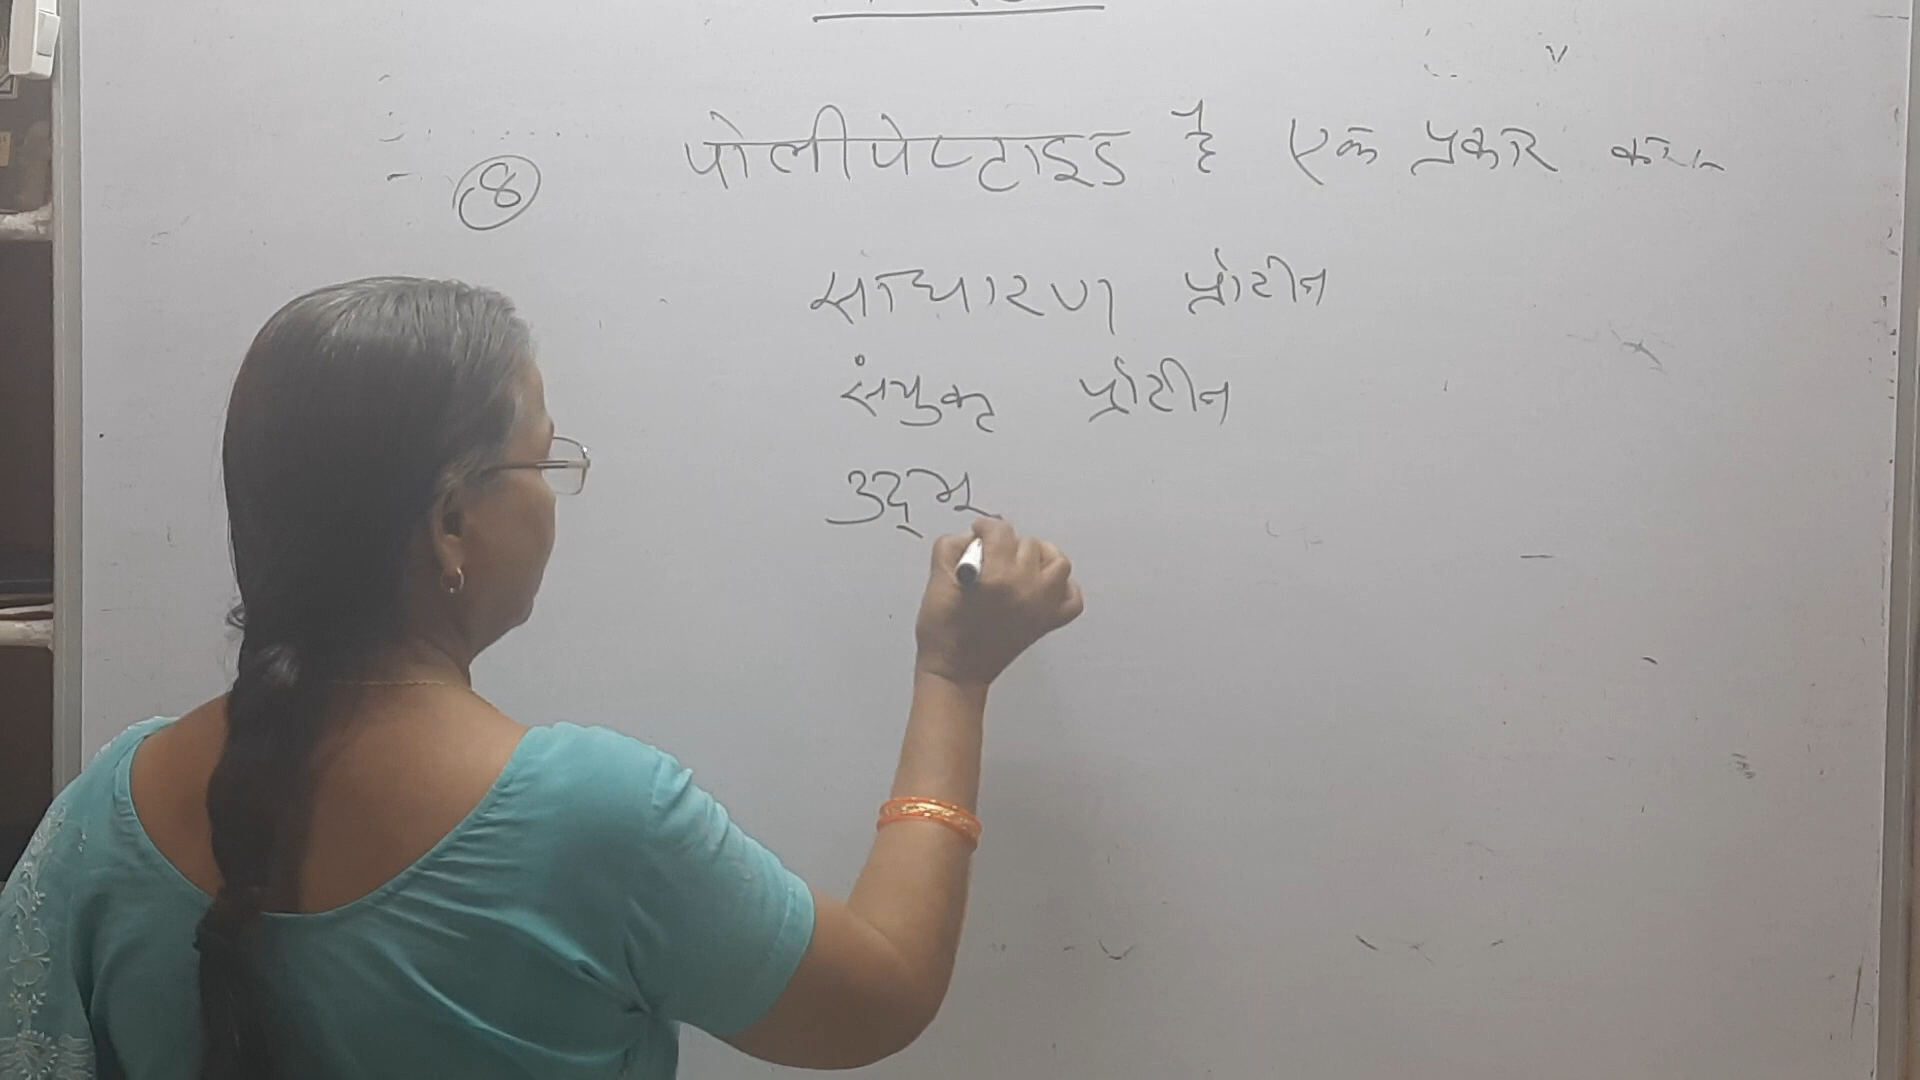 8 पोलीपेप्टाइड है एक प्रकार
साधारण प्रोटीन
संयुक्त प्रोटीन
उद्भ